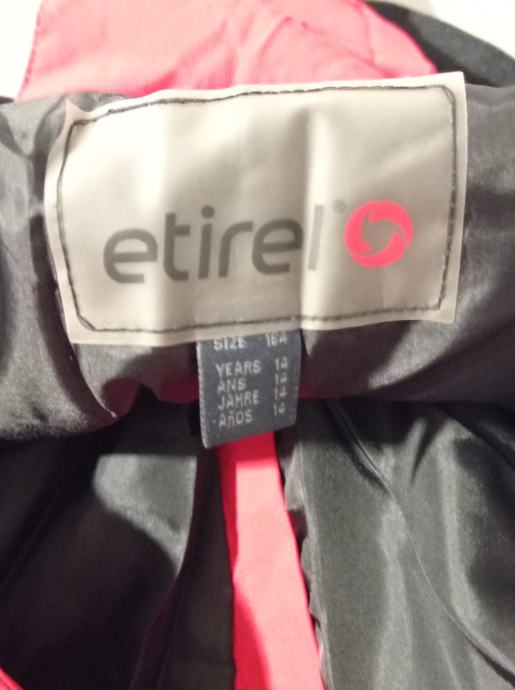 etirel®
SIZE 164
YEARS 14
ANS 14
JAHRE 14
AÑOS 14